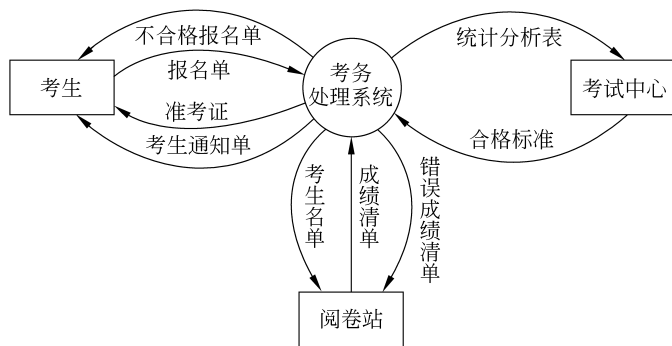 不合格报名单
报名单
考生
准考证
考生通知单
考务
处理系统
统计分析表
考试中心
合格标准
考生名单
成绩清单
错误成绩清单
阅卷站